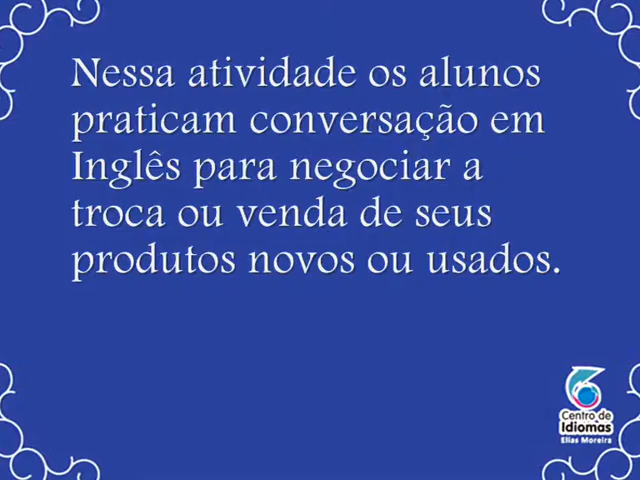 Nessa atividade os alunos
praticam conversação em
Inglês para negociar a
troca ou venda de seus
produtos novos ou usados.
Centro de
Idiomas
Elias Moreira